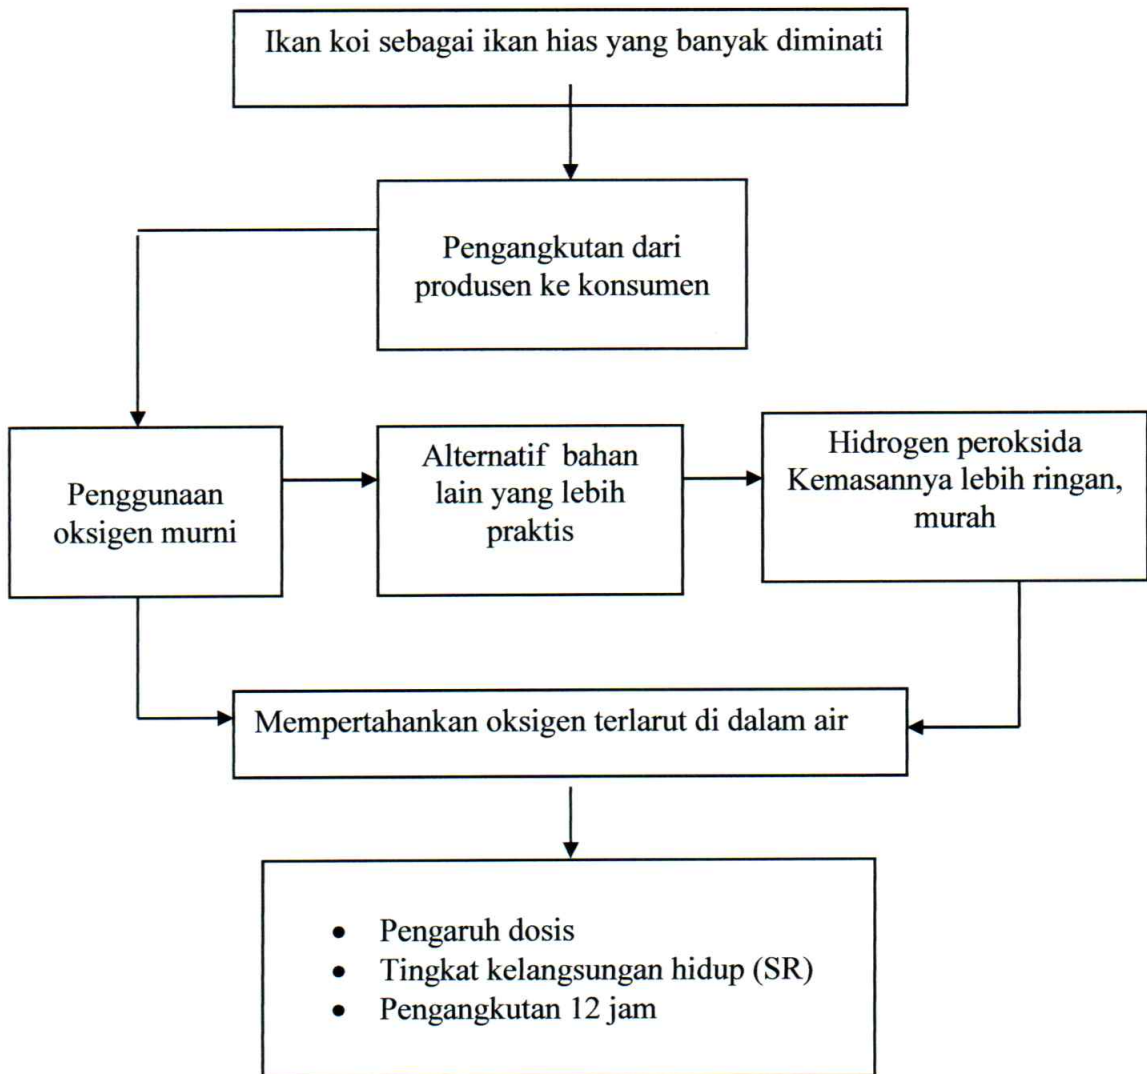 Ikan koi sebagai ikan hias yang banyak diminati
Pengangkutan dari
produsen ke konsumen
Penggunaan
oksigen murni
Alternatif bahan
lain yang lebih
praktis
Hidrogen peroksida
Kemasannya lebih ringan,
murah
Mempertahankan oksigen terlarut di dalam air
• Pengaruh dosis
• Tingkat kelangsungan hidup (SR)
• Pengangkutan 12 jam